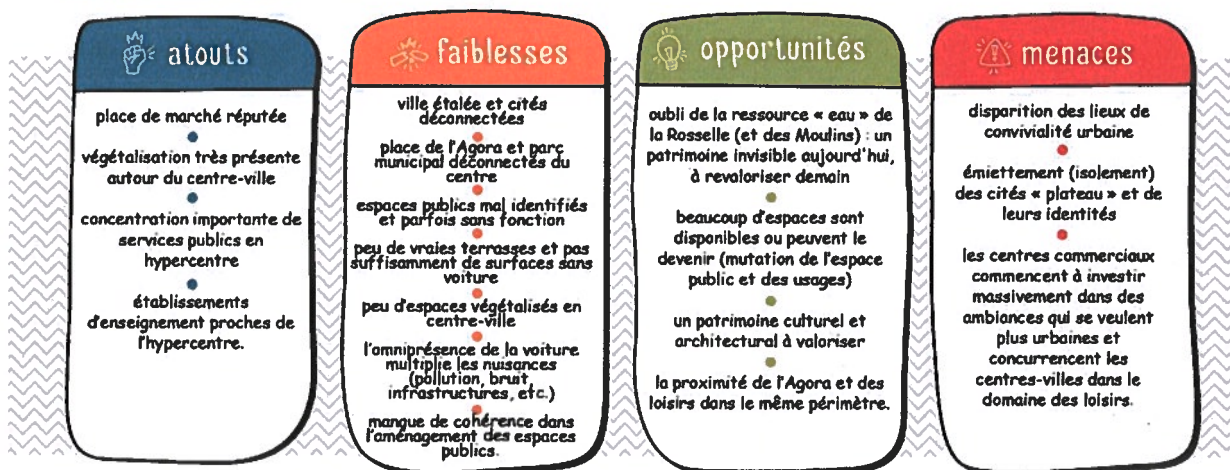 atouts
place de marché réputée
végétalisation très présente
autour du centre-ville
concentration importante de
services publics en
hypercentre
établissements
d'enseignement proches de
l'hypercentre.
faiblesses
ville étalée et cités
déconnectées
place de l'Agora et parc
municipal déconnectés du
centre
espaces publics mal identifiés
et parfois sans fonction
peu de vraies terrasses et pas
suffisamment de surfaces sans
voiture
peu d'espaces végétalisés en
centre-ville
l'omniprésence de la voiture
multiplie les nuisances
(pollution, bruit,
infrastructures, etc.)
manque de cohérence dans
l'aménagement des espaces
publics.
opportunités
oubli de la ressource « eau » de
la Rosselle (et des Moulins) : un
patrimoine invisible aujourd'hui,
à revaloriser demain
beaucoup d'espaces sont
disponibles ou peuvent le
devenir (mutation de l'espace
public et des usages)
un patrimoine culturel et
architectural à valoriser
la proximité de l'Agora et des
loisirs dans le même périmètre.
menaces
disparition des lieux de
convivialité urbaine
émiettement (isolement)
des cités « plateau » et de
leurs identités
les centres commerciaux
commencent à investir
massivement dans des
ambiances qui se veulent
plus urbaines et
concurrencent les
centres-villes dans le
domaine des loisirs.